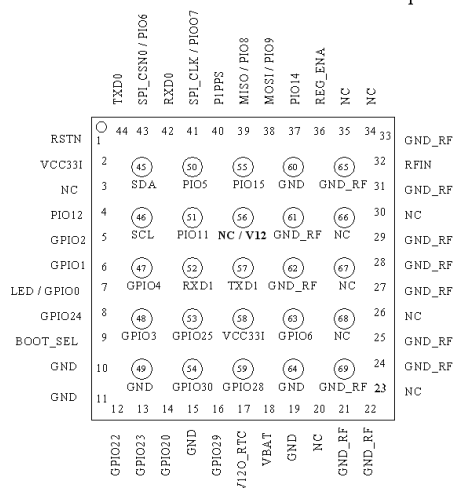 TXD0 SPI_CSN0 / PIO6 RXD0 SPI_CLK / PIO07 P1PPS MISO / PIO8 MOSI / PIO9 PIO14 REG_ENA NC NC
44 43 42 41 40 39 38 37 36 35 34 33
RSTN 1 GND_RF
VCC33I 2 45 50 55 60 65 32 RFIN
NC 3 SDA PIO5 PIO15 GND GND_RF 31 GND_RF
PIO12 4 46 51 56 61 66 30 NC
GPIO2 5 SCL PIO11 NC / V12 GND_RF NC 29 GND_RF
GPIO1 6 47 52 57 62 67 28 GND_RF
LED / GPIO0 7 GPIO4 RXD1 TXD1 GND_RF NC 27 GND_RF
GPIO24 8 48 53 58 63 68 26 NC
BOOT_SEL 9 GPIO3 GPIO25 VCC33I GPIO6 NC 25 GND_RF
GND 10 49 54 59 64 69 24 GND_RF
GND 11 GND GPIO30 GPIO28 GND GND_RF 23 NC
12 13 14 15 16 17 18 19 20 21 22
GPIO22 GPIO23 GPIO20 GND GPIO29 V12O_RTC VBAT GND NC GND_RF GND_RF